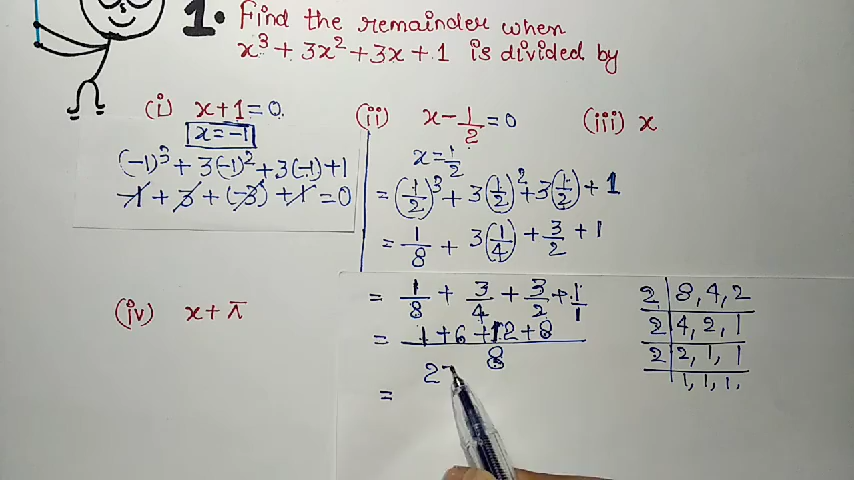 1. Find the remainder when
x³ + 3x² + 3x + 1 is divided by
(i) x+1=0
x=-1
(-1)³ + 3(-1)² + 3(-1) + 1
-1 + 3 + (-3) + 1 = 0
(ii) x - 1/2 = 0
x = 1/2
= (1/2)³ + 3(1/2)² + 3(1/2) + 1
= 1/8 + 3(1/4) + 3/2 + 1
= 1/8 + 3/4 + 3/2 + 1/1
= 1 + 6 + 12 + 8 / 8
= 27
2 | 8, 4, 2
2 | 4, 2, 1
2 | 2, 1, 1
1, 1, 1,
(iii) x
(iv) x + π